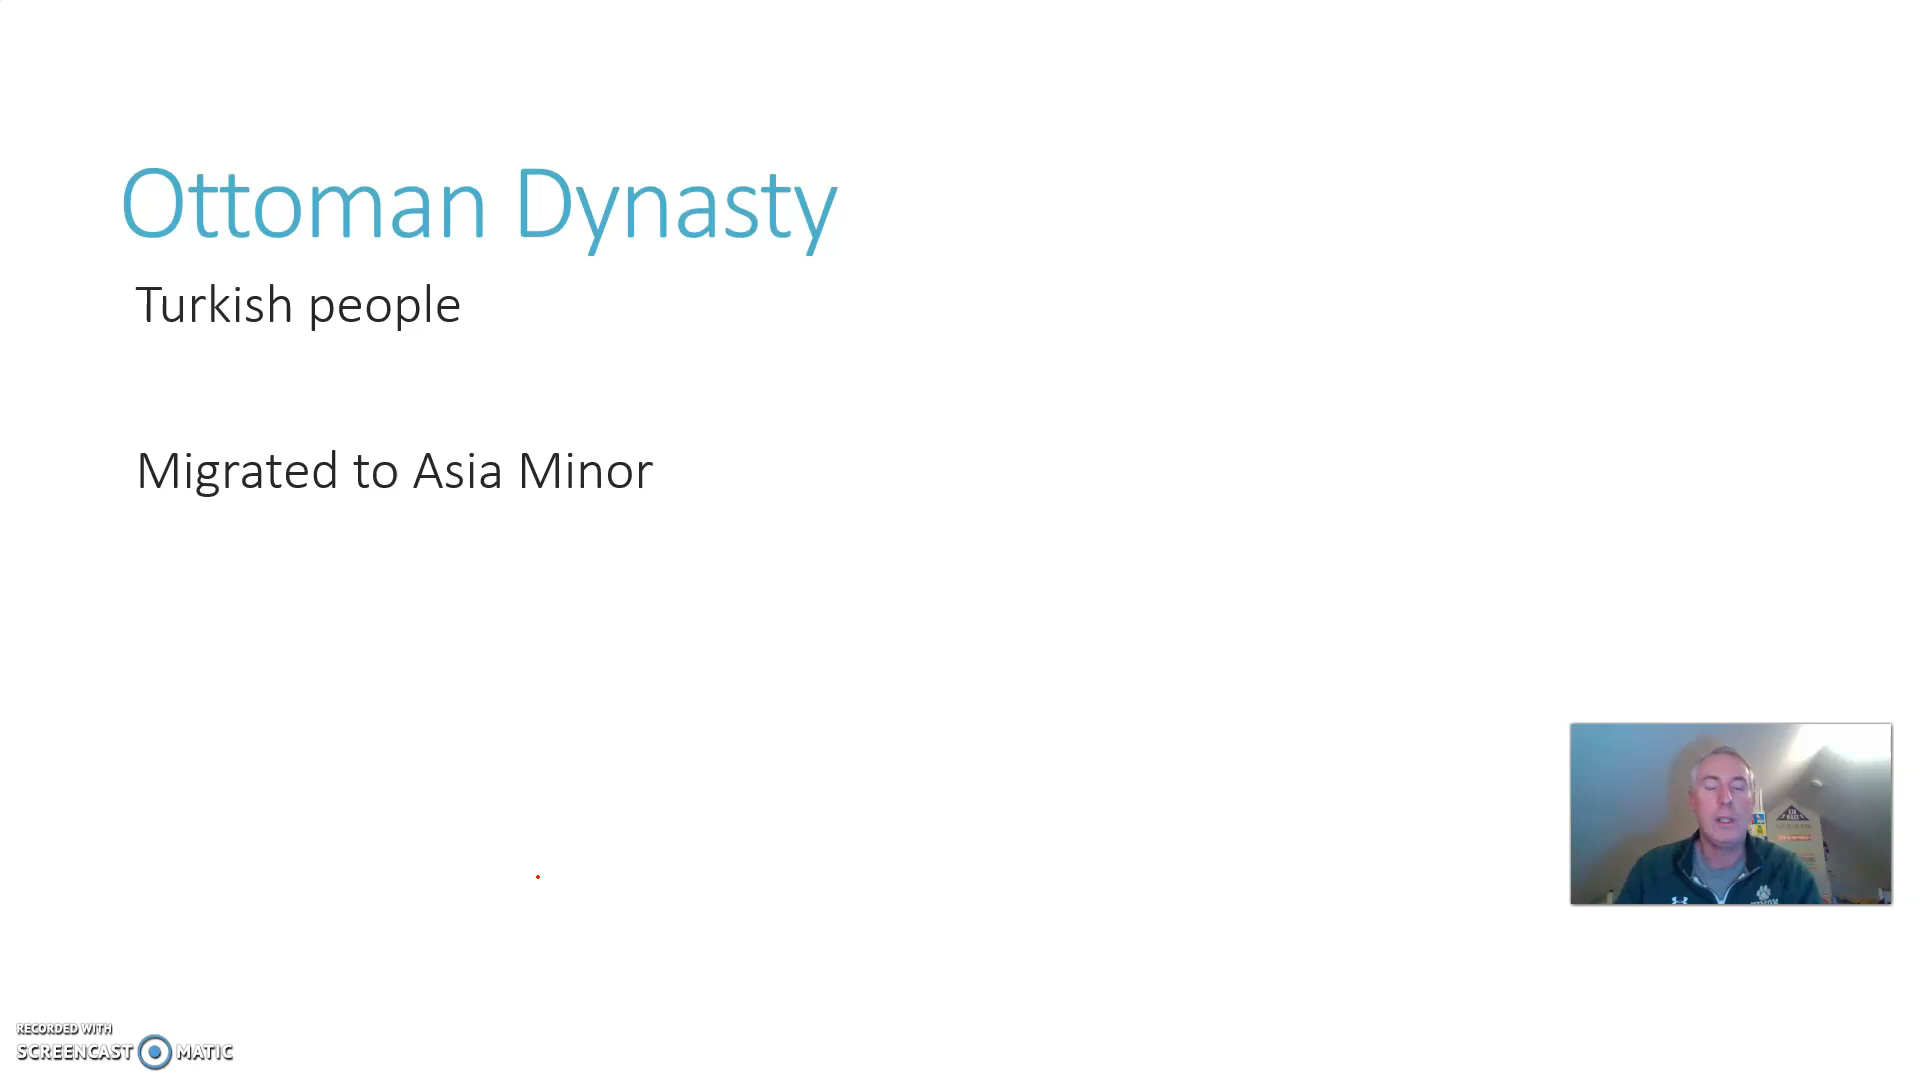 Ottoman Dynasty
Turkish people
Migrated to Asia Minor
RECORDED WITH
SCREENCAST MATIC